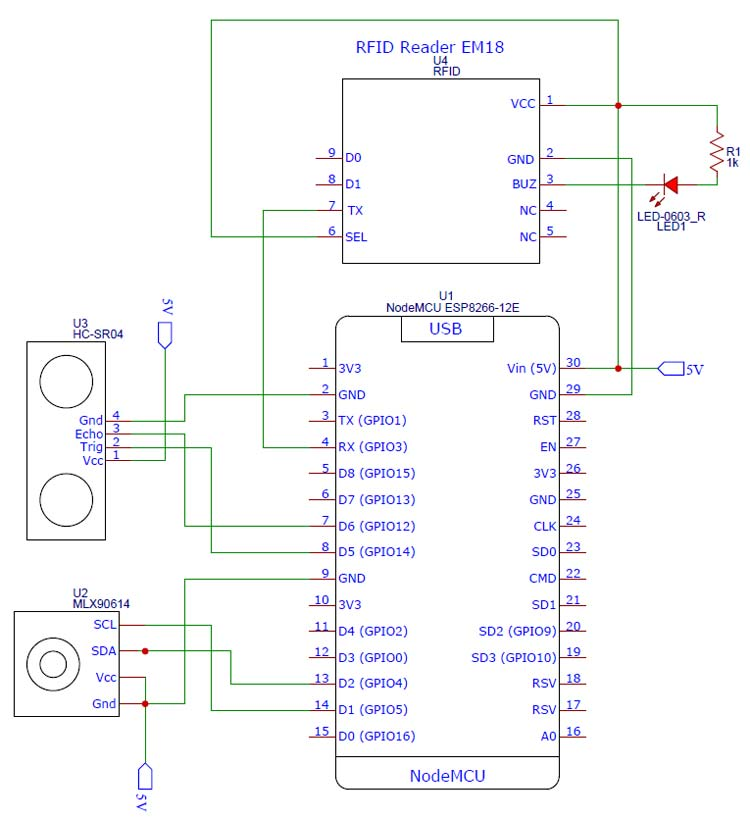 RFID Reader EM18
U4
RFID
VCC 1
GND 2
BUZ 3
NC 4
NC 5
9 D0
8 D1
7 TX
6 SEL
R1
1k
LED-0603_R
LED1
U1
NodeMCU ESP8266-12E
USB
5V
U3
HC-SR04
Gnd 4
Echo 3
Trig 2
Vcc 1
1 3V3
2 GND
3 TX (GPIO1)
4 RX (GPIO3)
5 D8 (GPIO15)
6 D7 (GPIO13)
7 D6 (GPIO12)
8 D5 (GPIO14)
9 GND
10 3V3
11 D4 (GPIO2)
12 D3 (GPIO0)
13 D2 (GPIO4)
14 D1 (GPIO5)
15 D0 (GPIO16)
Vin (5V) 30
GND 29
RST 28
EN 27
3V3 26
GND 25
CLK 24
SD0 23
CMD 22
SD1 21
SD2 (GPIO9) 20
SD3 (GPIO10) 19
RSV 18
RSV 17
A0 16
5V
U2
MLX90614
SCL
SDA
Vcc
Gnd
5V
NodeMCU